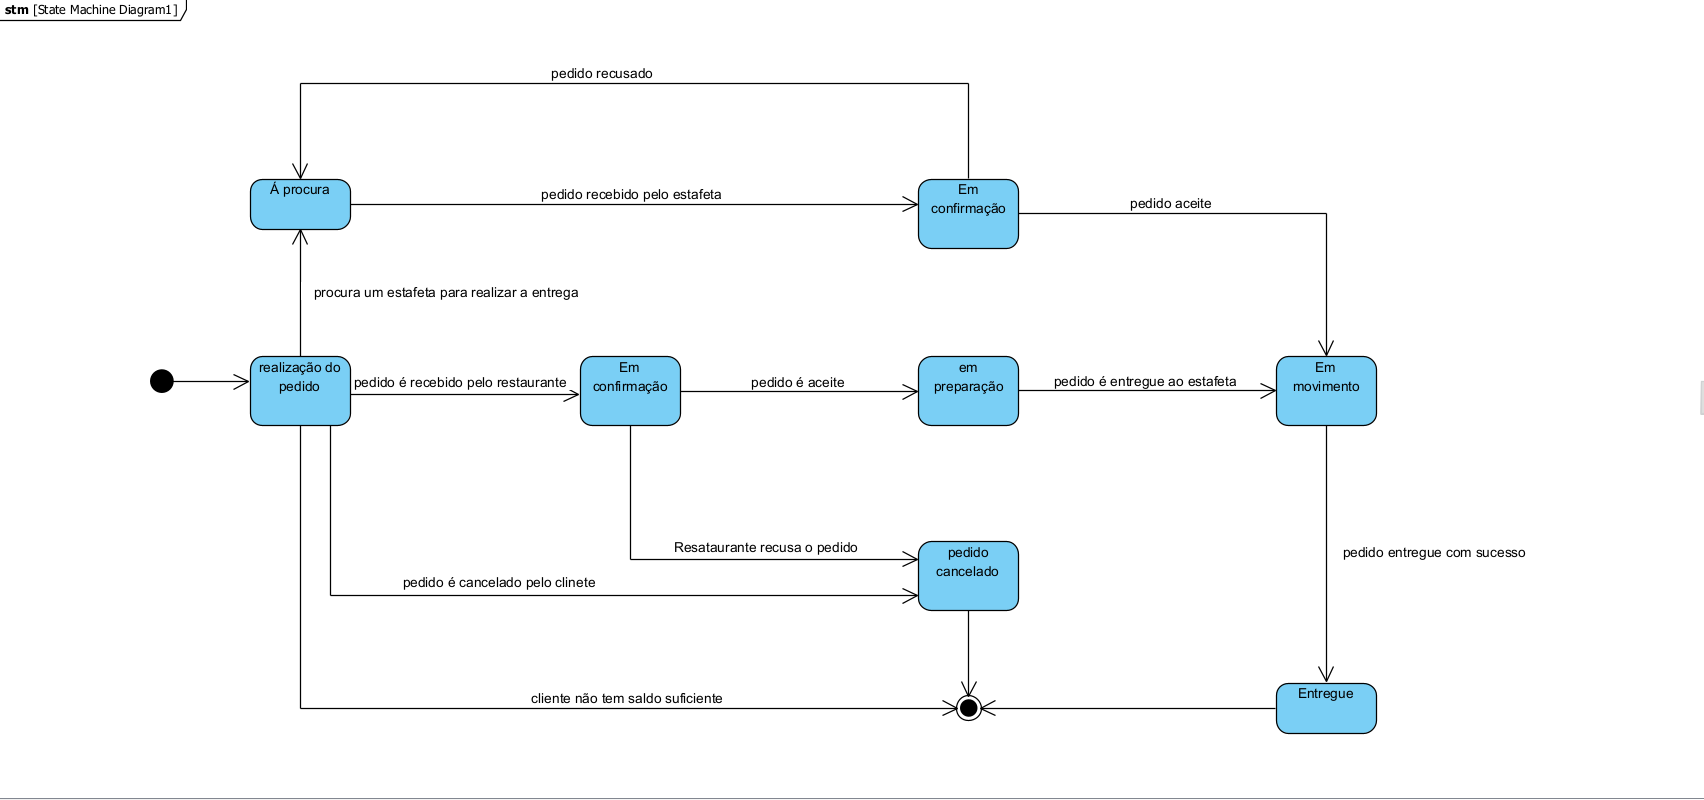 stm [State Machine Diagram1]
pedido recusado
Á procura
pedido recebido pelo estafeta
Em
confirmação
pedido aceite
procura um estafeta para realizar a entrega
realização do
pedido
pedido é recebido pelo restaurante
Em
confirmação
pedido é aceite
em
preparação
pedido é entregue ao estafeta
Em
movimento
Resataurante recusa o pedido
pedido
cancelado
pedido entregue com sucesso
pedido é cancelado pelo clinete
cliente não tem saldo suficiente
Entregue